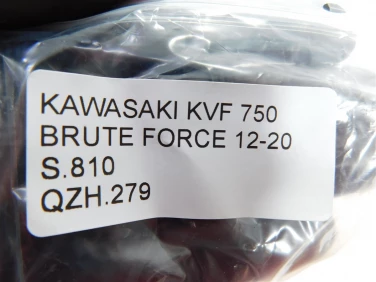 KAWASAKI KVF 750
BRUTE FORCE 12-20
S.810
QZH.279